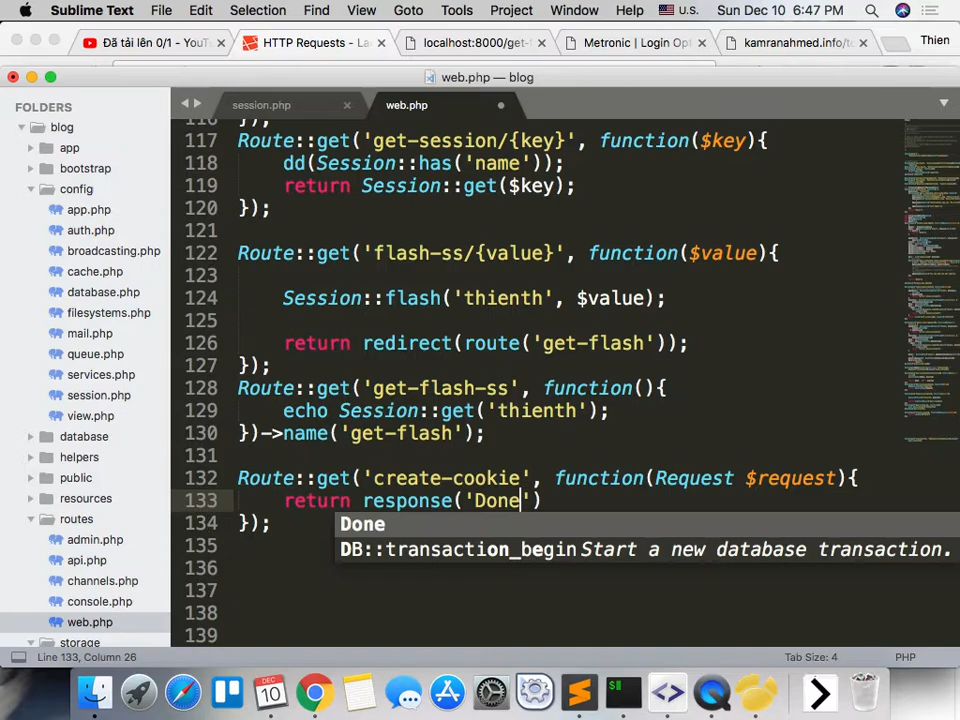 Sublime Text File Edit Selection Find View Goto Tools Project Window Help U.S. Sun Dec 10 6:47 PM
Đã tải lên 0/1 - YouT HTTP Requests - La localhost:8000/get- Metronic | Login Opt kamranahmed.info/t Thien
web.php — blog
FOLDERS
blog
app
bootstrap
config
app.php
auth.php
broadcasting.php
cache.php
database.php
filesystems.php
mail.php
queue.php
services.php
session.php
view.php
database
helpers
public
resources
routes
admin.php
api.php
channels.php
console.php
web.php
storage
session.php web.php
116 });
117 Route::get('get-session/{key}', function($key){
118 dd(Session::has('name'));
119 return Session::get($key);
120 });
121
122 Route::get('flash-ss/{value}', function($value){
123
124 Session::flash('thienth', $value);
125
126 return redirect(route('get-flash'));
127 });
128 Route::get('get-flash-ss', function(){
129 echo Session::get('thienth');
130 })->name('get-flash');
131
132 Route::get('create-cookie', function(Request $request){
133 return response('Done')
134 });
Done
135
DB::transaction_begin Start a new database transaction.
136
137
138
139
Line 133, Column 26 Tab Size: 4 PHP
DEC
10